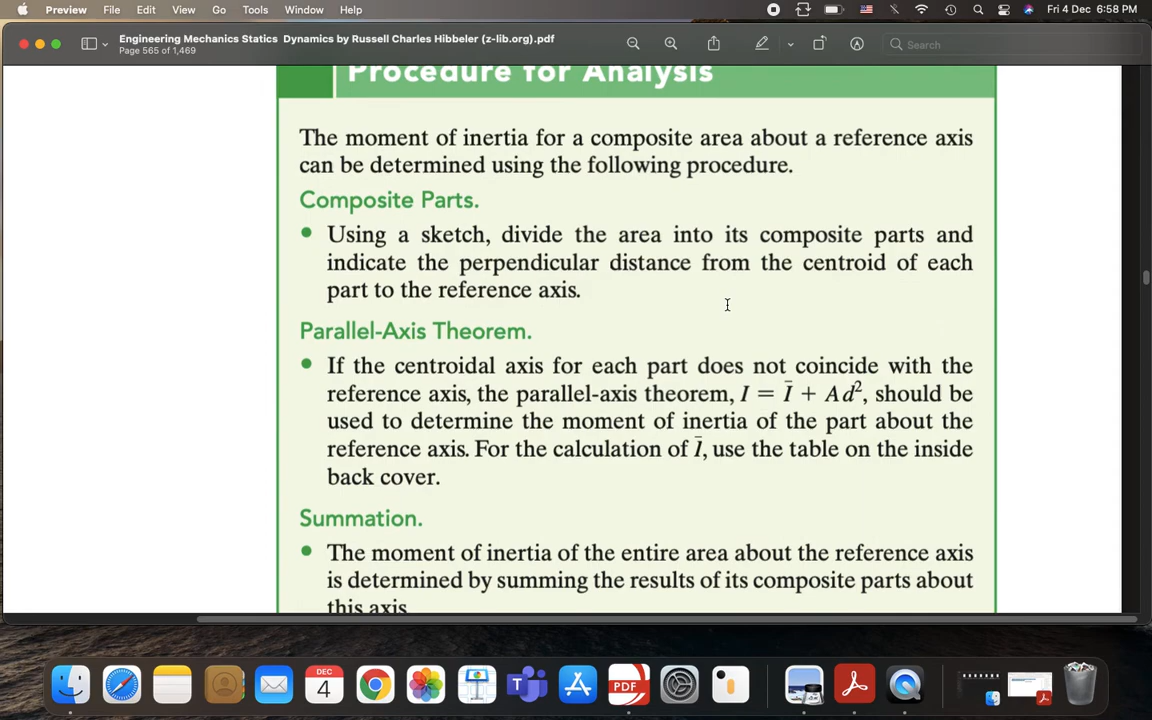 Preview File Edit View Go Tools Window Help Fri 4 Dec 6:58 PM
Engineering Mechanics Statics Dynamics by Russell Charles Hibbeler (z-lib.org).pdf
Page 565 of 1,469
Search
Procedure for Analysis
The moment of inertia for a composite area about a reference axis
can be determined using the following procedure.
Composite Parts.
• Using a sketch, divide the area into its composite parts and
indicate the perpendicular distance from the centroid of each
part to the reference axis.
Parallel-Axis Theorem.
• If the centroidal axis for each part does not coincide with the
reference axis, the parallel-axis theorem, I = Ī + Ad², should be
used to determine the moment of inertia of the part about the
reference axis. For the calculation of Ī, use the table on the inside
back cover.
Summation.
• The moment of inertia of the entire area about the reference axis
is determined by summing the results of its composite parts about
this axis
DEC
4
PDF